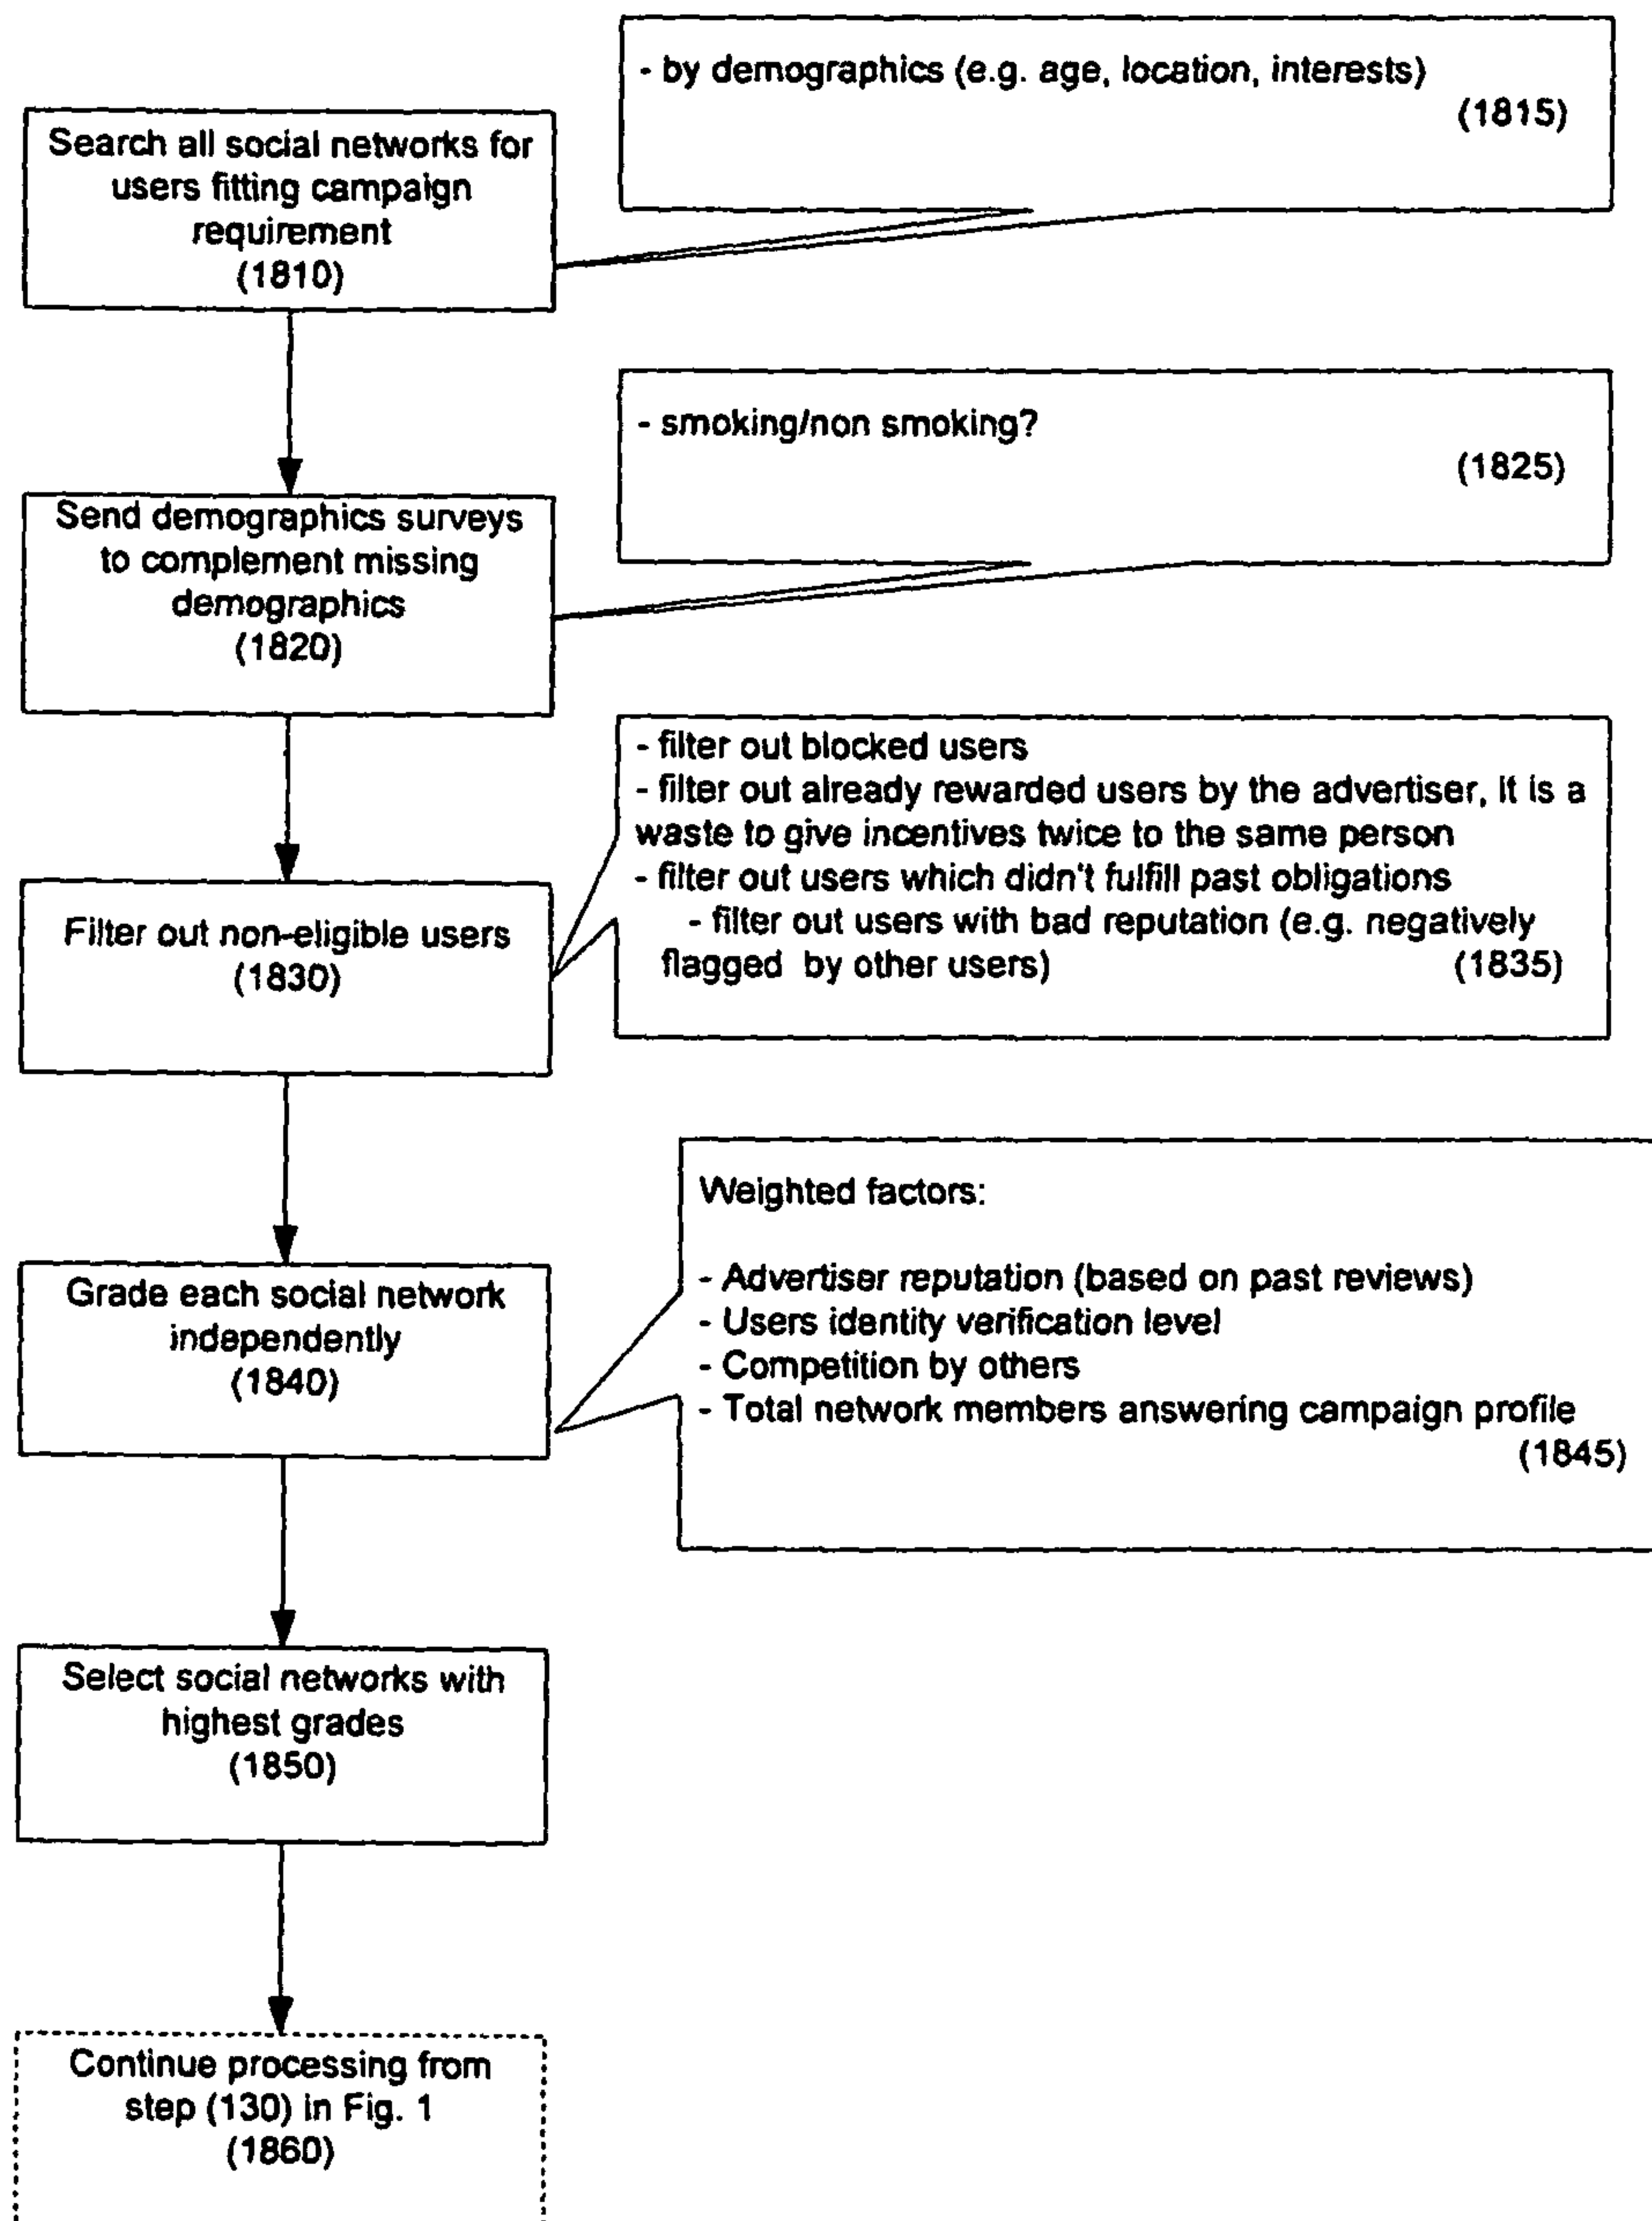 - by demographics (e.g. age, location, interests)
(1815)
Search all social networks for
users fitting campaign
requirement
(1810)
- smoking/non smoking?
(1825)
Send demographics surveys
to complement missing
demographics
(1820)
- filter out blocked users
- filter out already rewarded users by the advertiser, it is a
waste to give incentives twice to the same person
- filter out users which didn't fulfill past obligations
- filter out users with bad reputation (e.g. negatively
flagged by other users)
(1835)
Filter out non-eligible users
(1830)
Weighted factors:
- Advertiser reputation (based on past reviews)
- Users identity verification level
- Competition by others
- Total network members answering campaign profile
(1845)
Grade each social network
independently
(1840)
Select social networks with
highest grades
(1850)
Continue processing from
step (130) in Fig. 1
(1860)